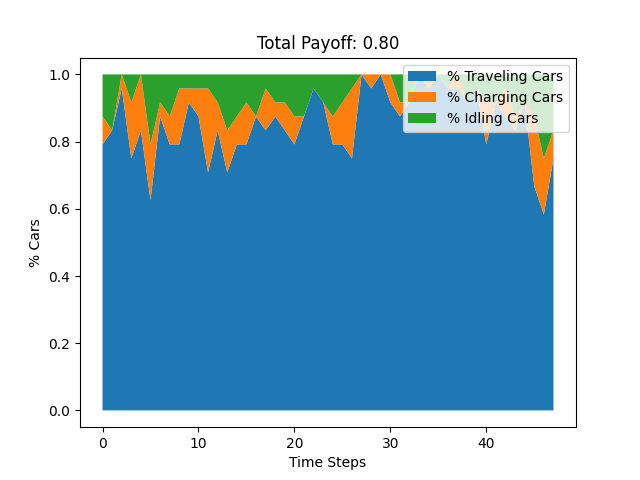 Total Payoff: 0.80
1.0
0.8
0.6
0.4
0.2
0.0
% Cars
% Traveling Cars
% Charging Cars
% Idling Cars
0 10 20 30 40
Time Steps